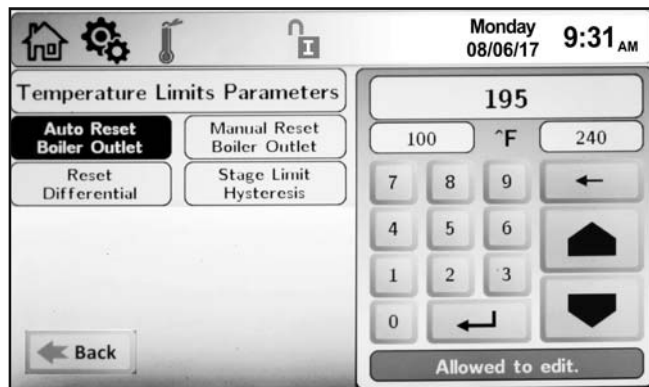 I
Monday
08/06/17
9:31 AM
Temperature Limits Parameters
Auto Reset
Boiler Outlet
Manual Reset
Boiler Outlet
Reset
Differential
Stage Limit
Hysteresis
Back
195
100 ^F 240
7 8 9
4 5 6
1 2 3
0
Allowed to edit.